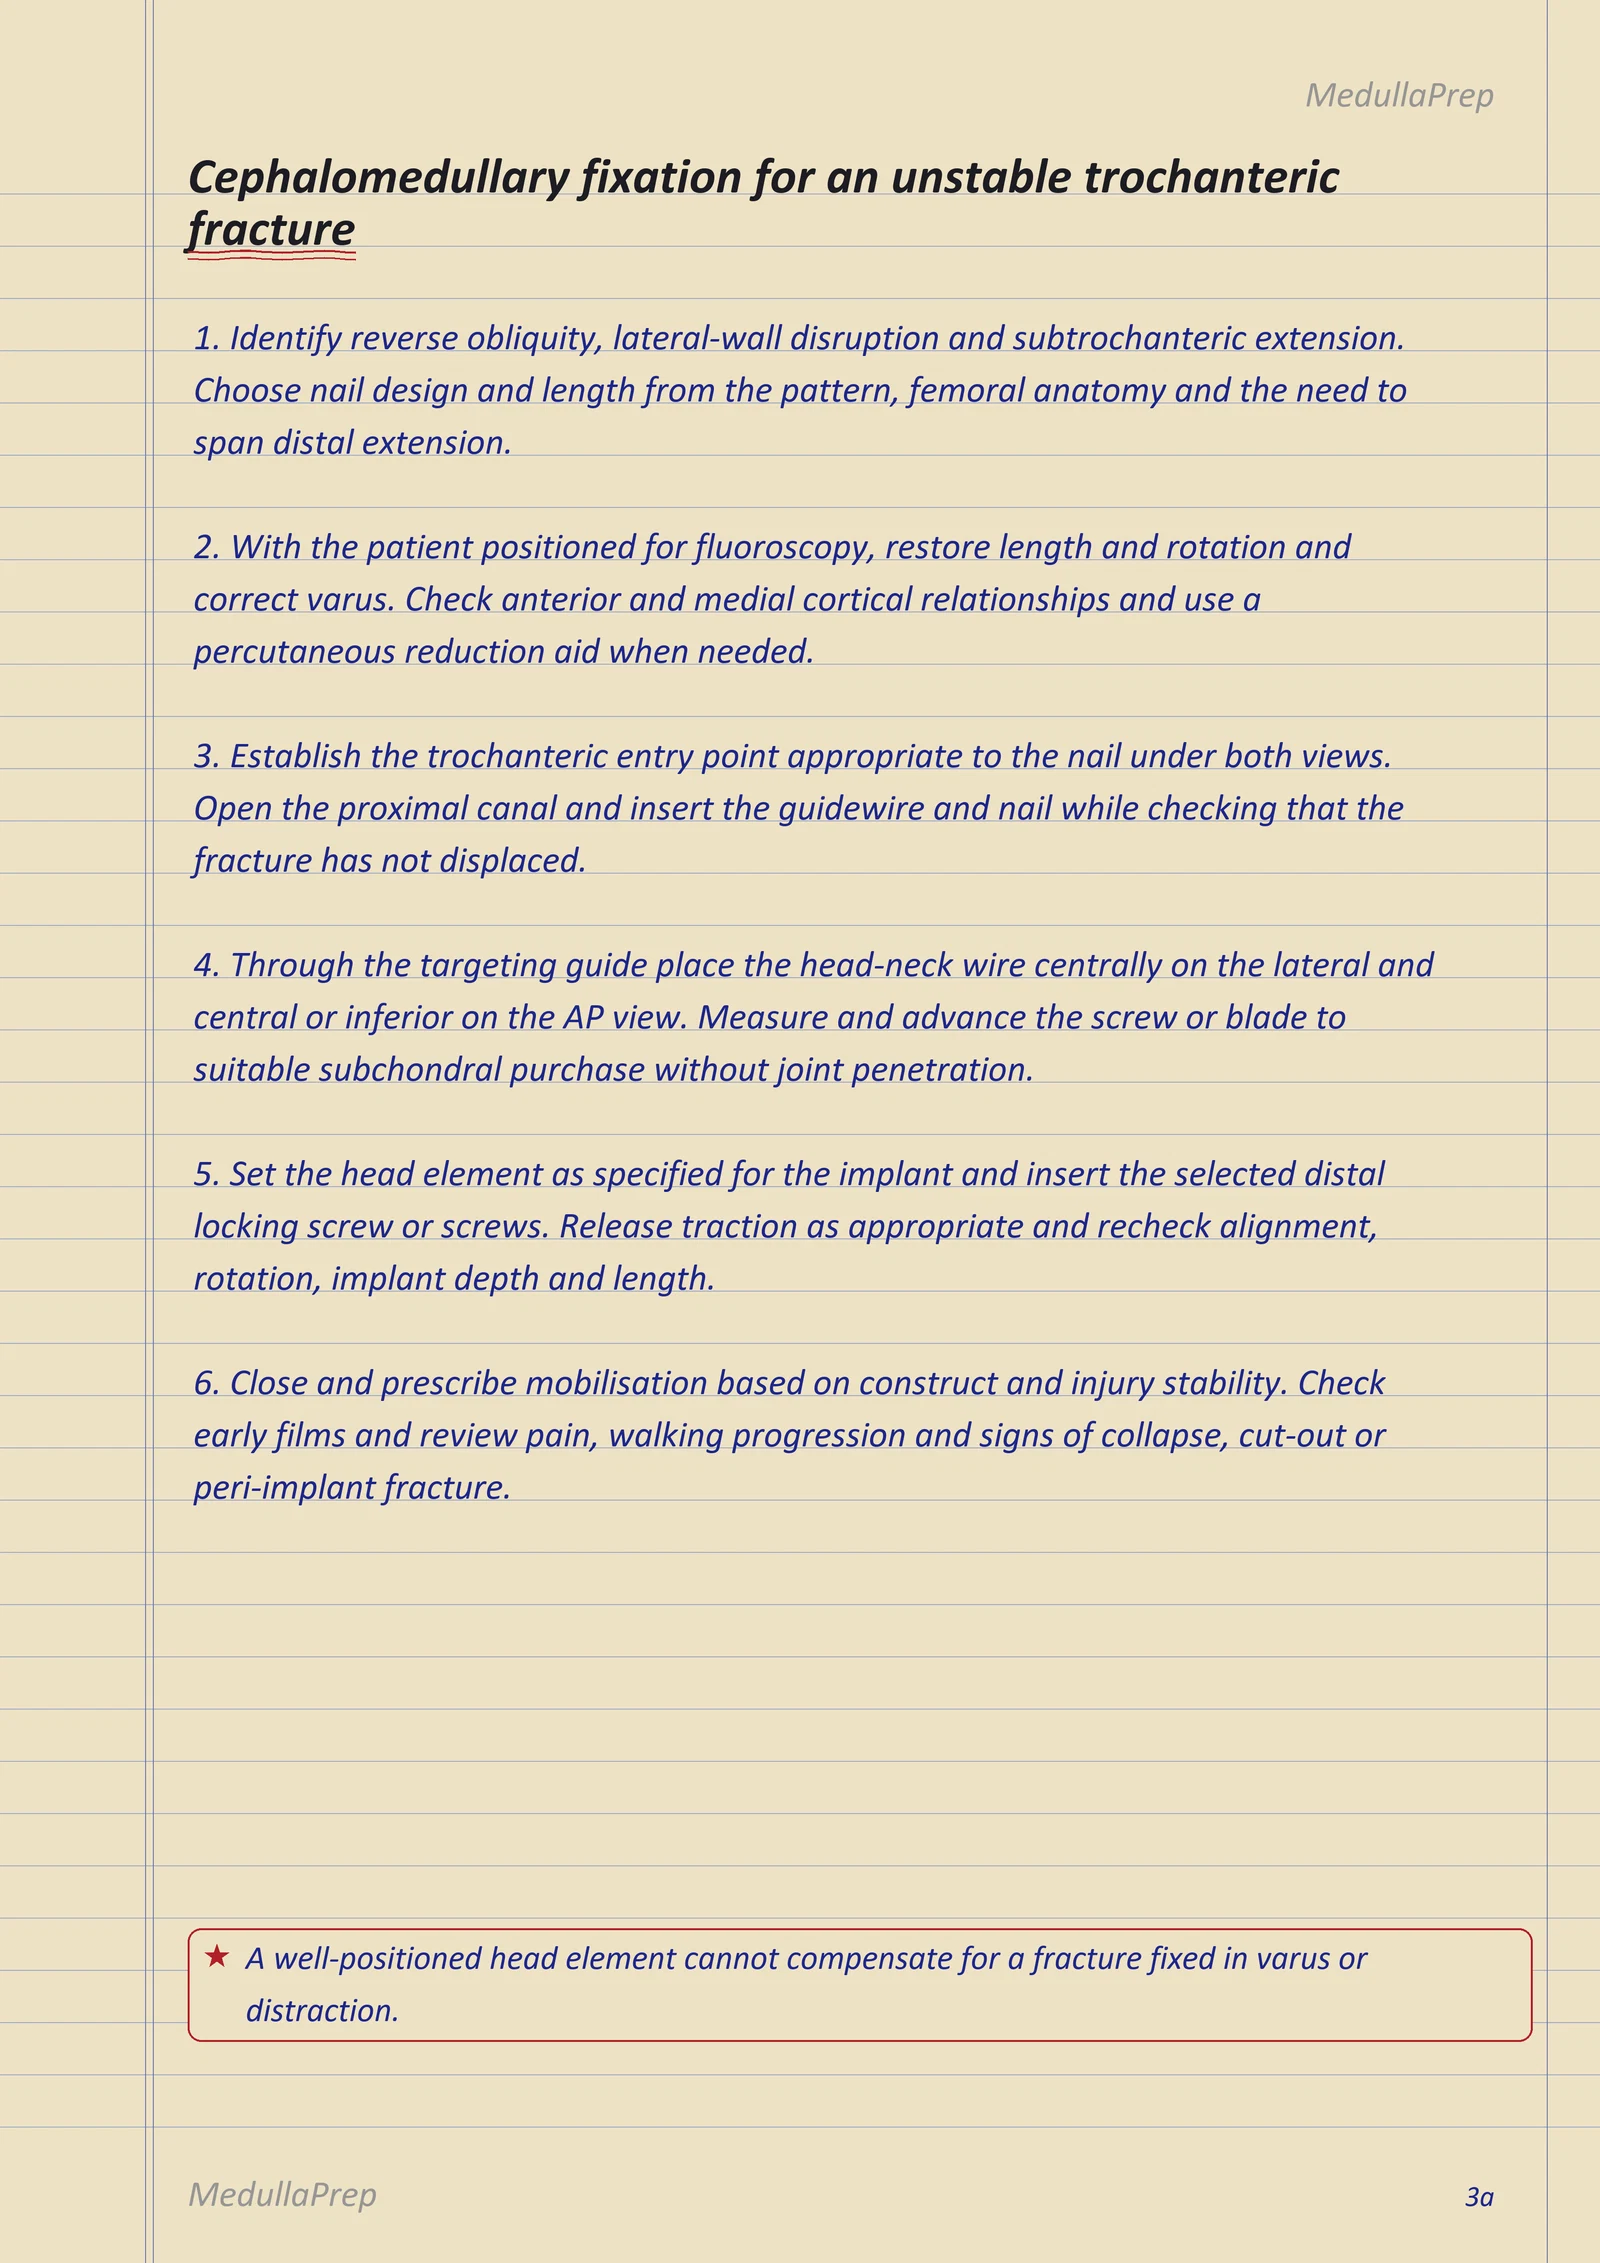 MedullaPrep
Cephalomedullary fixation for an unstable trochanteric
fracture
1. Identify reverse obliquity, lateral-wall disruption and subtrochanteric extension.
Choose nail design and length from the pattern, femoral anatomy and the need to
span distal extension.
2. With the patient positioned for fluoroscopy, restore length and rotation and
correct varus. Check anterior and medial cortical relationships and use a
percutaneous reduction aid when needed.
3. Establish the trochanteric entry point appropriate to the nail under both views.
Open the proximal canal and insert the guidewire and nail while checking that the
fracture has not displaced.
4. Through the targeting guide place the head-neck wire centrally on the lateral and
central or inferior on the AP view. Measure and advance the screw or blade to
suitable subchondral purchase without joint penetration.
5. Set the head element as specified for the implant and insert the selected distal
locking screw or screws. Release traction as appropriate and recheck alignment,
rotation, implant depth and length.
6. Close and prescribe mobilisation based on construct and injury stability. Check
early films and review pain, walking progression and signs of collapse, cut-out or
peri-implant fracture.
★ A well-positioned head element cannot compensate for a fracture fixed in varus or
distraction.
MedullaPrep
3a